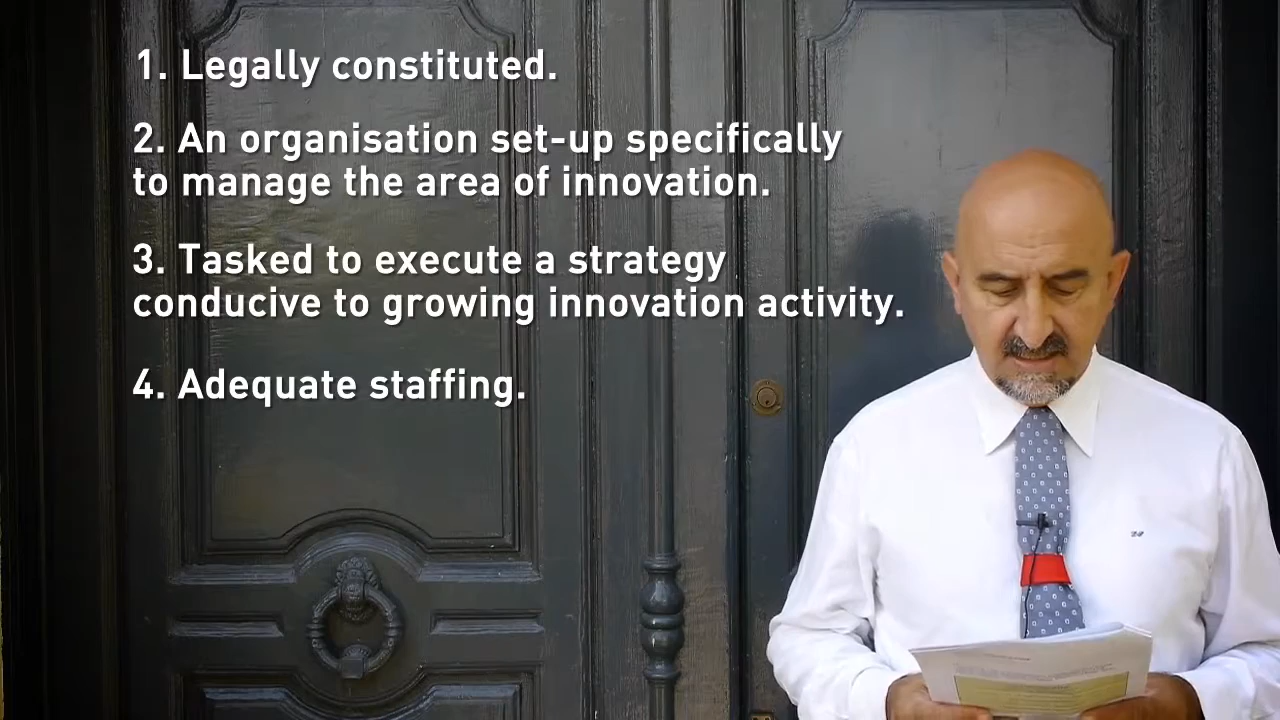 1. Legally constituted.
2. An organisation set-up specifically
to manage the area of innovation.
3. Tasked to execute a strategy
conducive to growing innovation activity.
4. Adequate staffing.